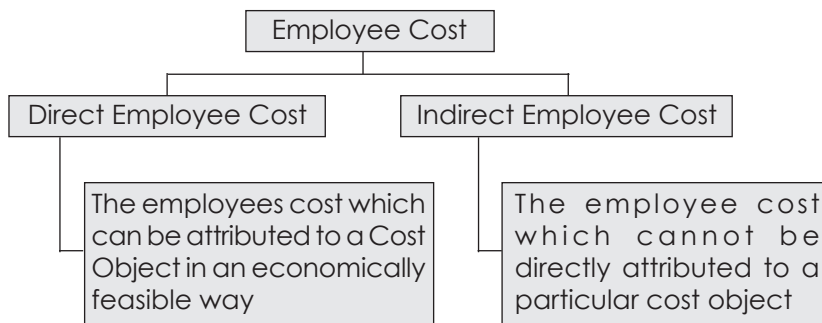 Employee Cost
Direct Employee Cost
Indirect Employee Cost
The employees cost which
can be attributed to a Cost
Object in an economically
feasible way
The employee cost
which cannot be
directly attributed to a
particular cost object